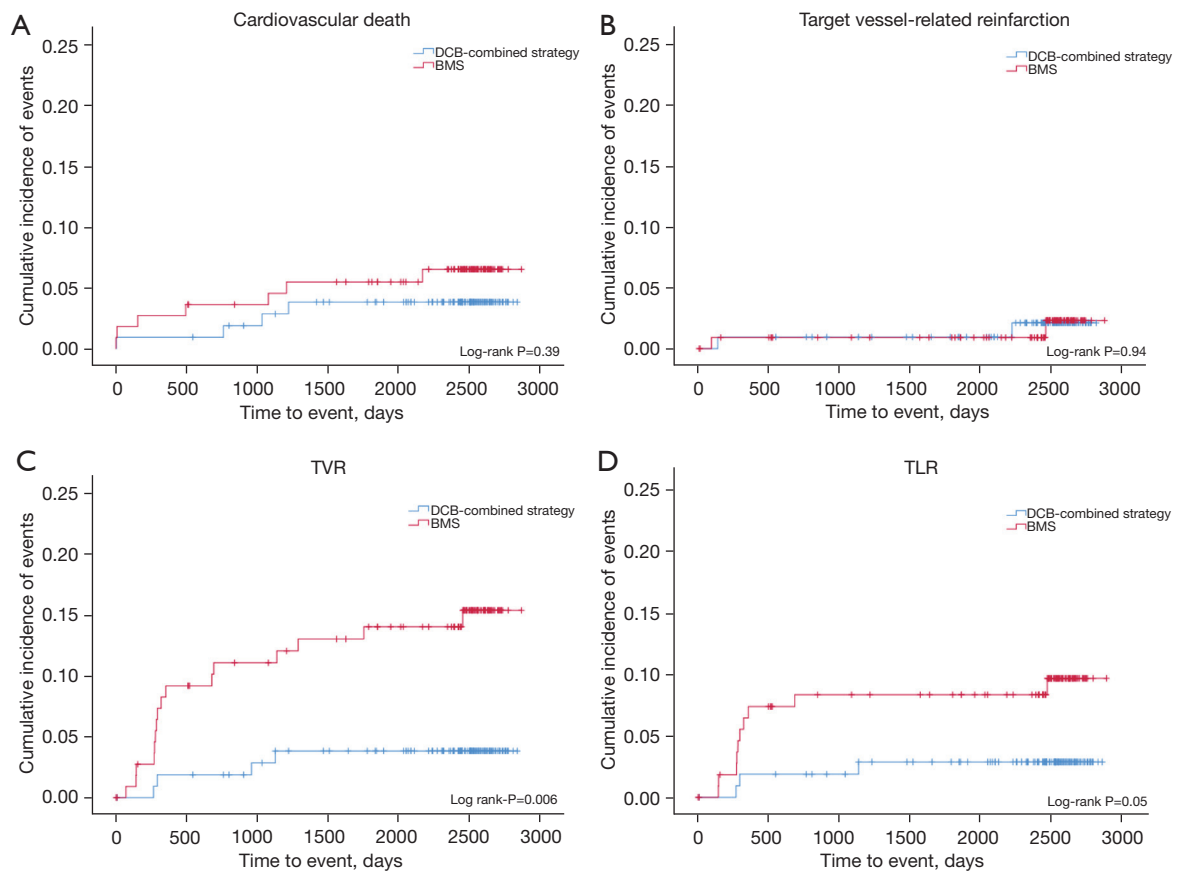 A
Cardiovascular death
DCB-combined strategy
BMS
Cumulative incidence of events
0.25
0.20
0.15
0.10
0.05
0.00
Log-rank P=0.39
0 500 1000 1500 2000 2500 3000
Time to event, days
B
Target vessel-related reinfarction
DCB-combined strategy
BMS
Cumulative incidence of events
0.25
0.20
0.15
0.10
0.05
0.00
Log-rank P=0.94
0 500 1000 1500 2000 2500 3000
Time to event, days
C
TVR
DCB-combined strategy
BMS
Cumulative incidence of events
0.25
0.20
0.15
0.10
0.05
0.00
Log rank-P=0.006
0 500 1000 1500 2000 2500 3000
Time to event, days
D
TLR
DCB-combined strategy
BMS
Cumulative incidence of events
0.25
0.20
0.15
0.10
0.05
0.00
Log-rank P=0.05
0 500 1000 1500 2000 2500 3000
Time to event, days